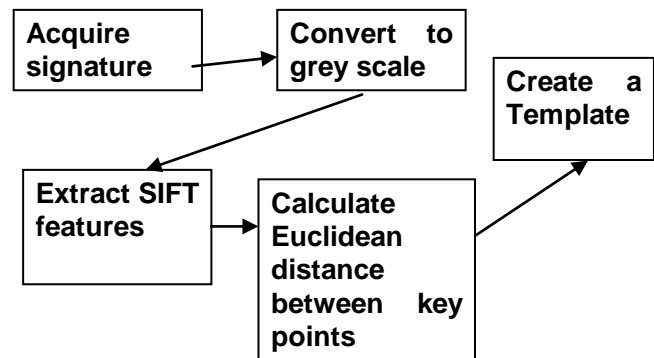 Acquire
signature
Convert to
grey scale
Create a
Template
Extract SIFT
features
Calculate
Euclidean
distance
between key
points